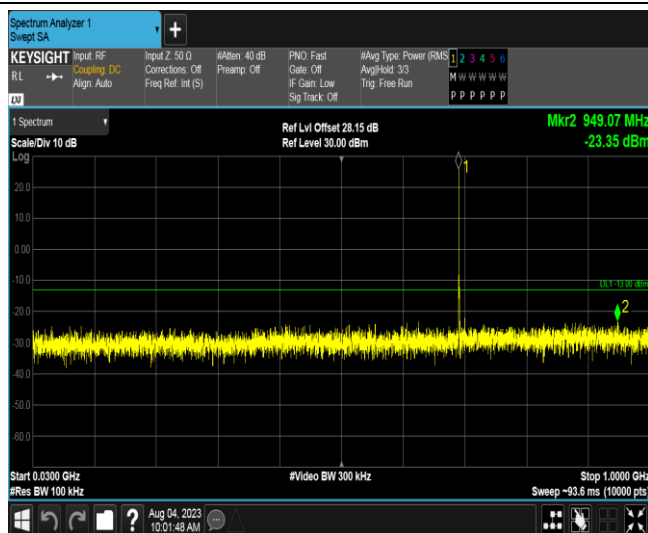 Spectrum Analyzer 1
Swept SA
+
KEYSIGHT
RL
LXI
Input: RF
Coupling: DC
Align: Auto
Input Z: 50 Ω
Corrections: Off
Freq Ref: Int (S)
#Atten: 40 dB
Preamp: Off
PNO: Fast
Gate: Off
IF Gain: Low
Sig Track: Off
#Avg Type: Power (RMS
Avg|Hold: 3/3
Trig: Free Run
1 2 3 4 5 6
M W W W W W
P P P P P P
1 Spectrum
Scale/Div 10 dB
Ref Lvl Offset 28.15 dB
Ref Level 30.00 dBm
Mkr2 949.07 MHz
-23.35 dBm
Log
1
20.0
10.0
0.00
-10.0
DL1 -13.00 dBm
-20.0
2
-30.0
-40.0
-50.0
-60.0
Start 0.0300 GHz
#Video BW 300 kHz
Stop 1.0000 GHz
#Res BW 100 kHz
Sweep ~93.6 ms (10000 pts)
?
Aug 04, 2023
10:01:48 AM